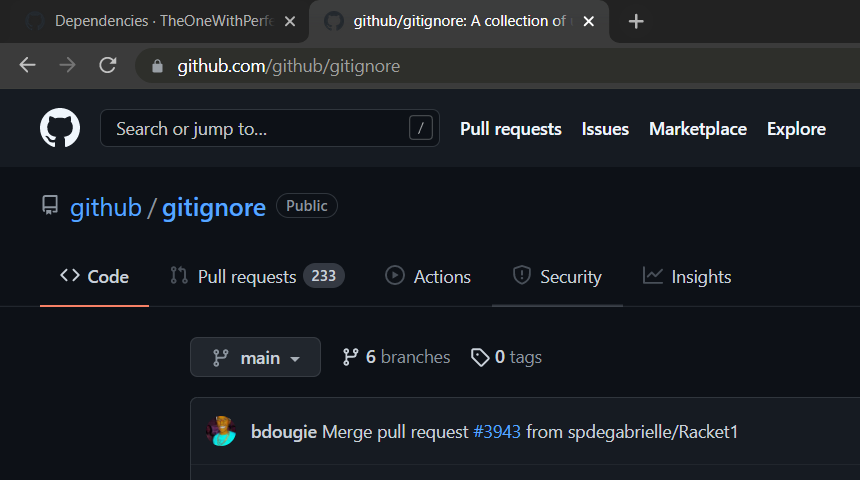 Dependencies · TheOneWithPerfe
github/gitignore: A collection of
github.com/github/gitignore
Search or jump to... / Pull requests Issues Marketplace Explore
github / gitignore Public
Code Pull requests 233 Actions Security Insights
main 6 branches 0 tags
bdougie Merge pull request #3943 from spdegabrielle/Racket1